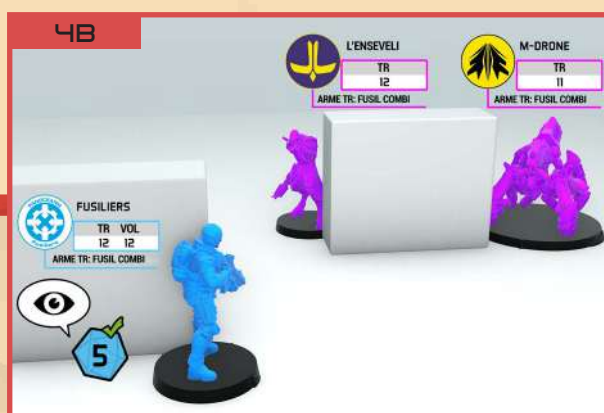 4B
L'ENSEVELI
TR
12
ARME TR: FUSIL COMBI
M-DRONE
TR
11
ARME TR: FUSIL COMBI
FUSILIERS
TR VOL
12 12
ARME TR: FUSIL COMBI
5